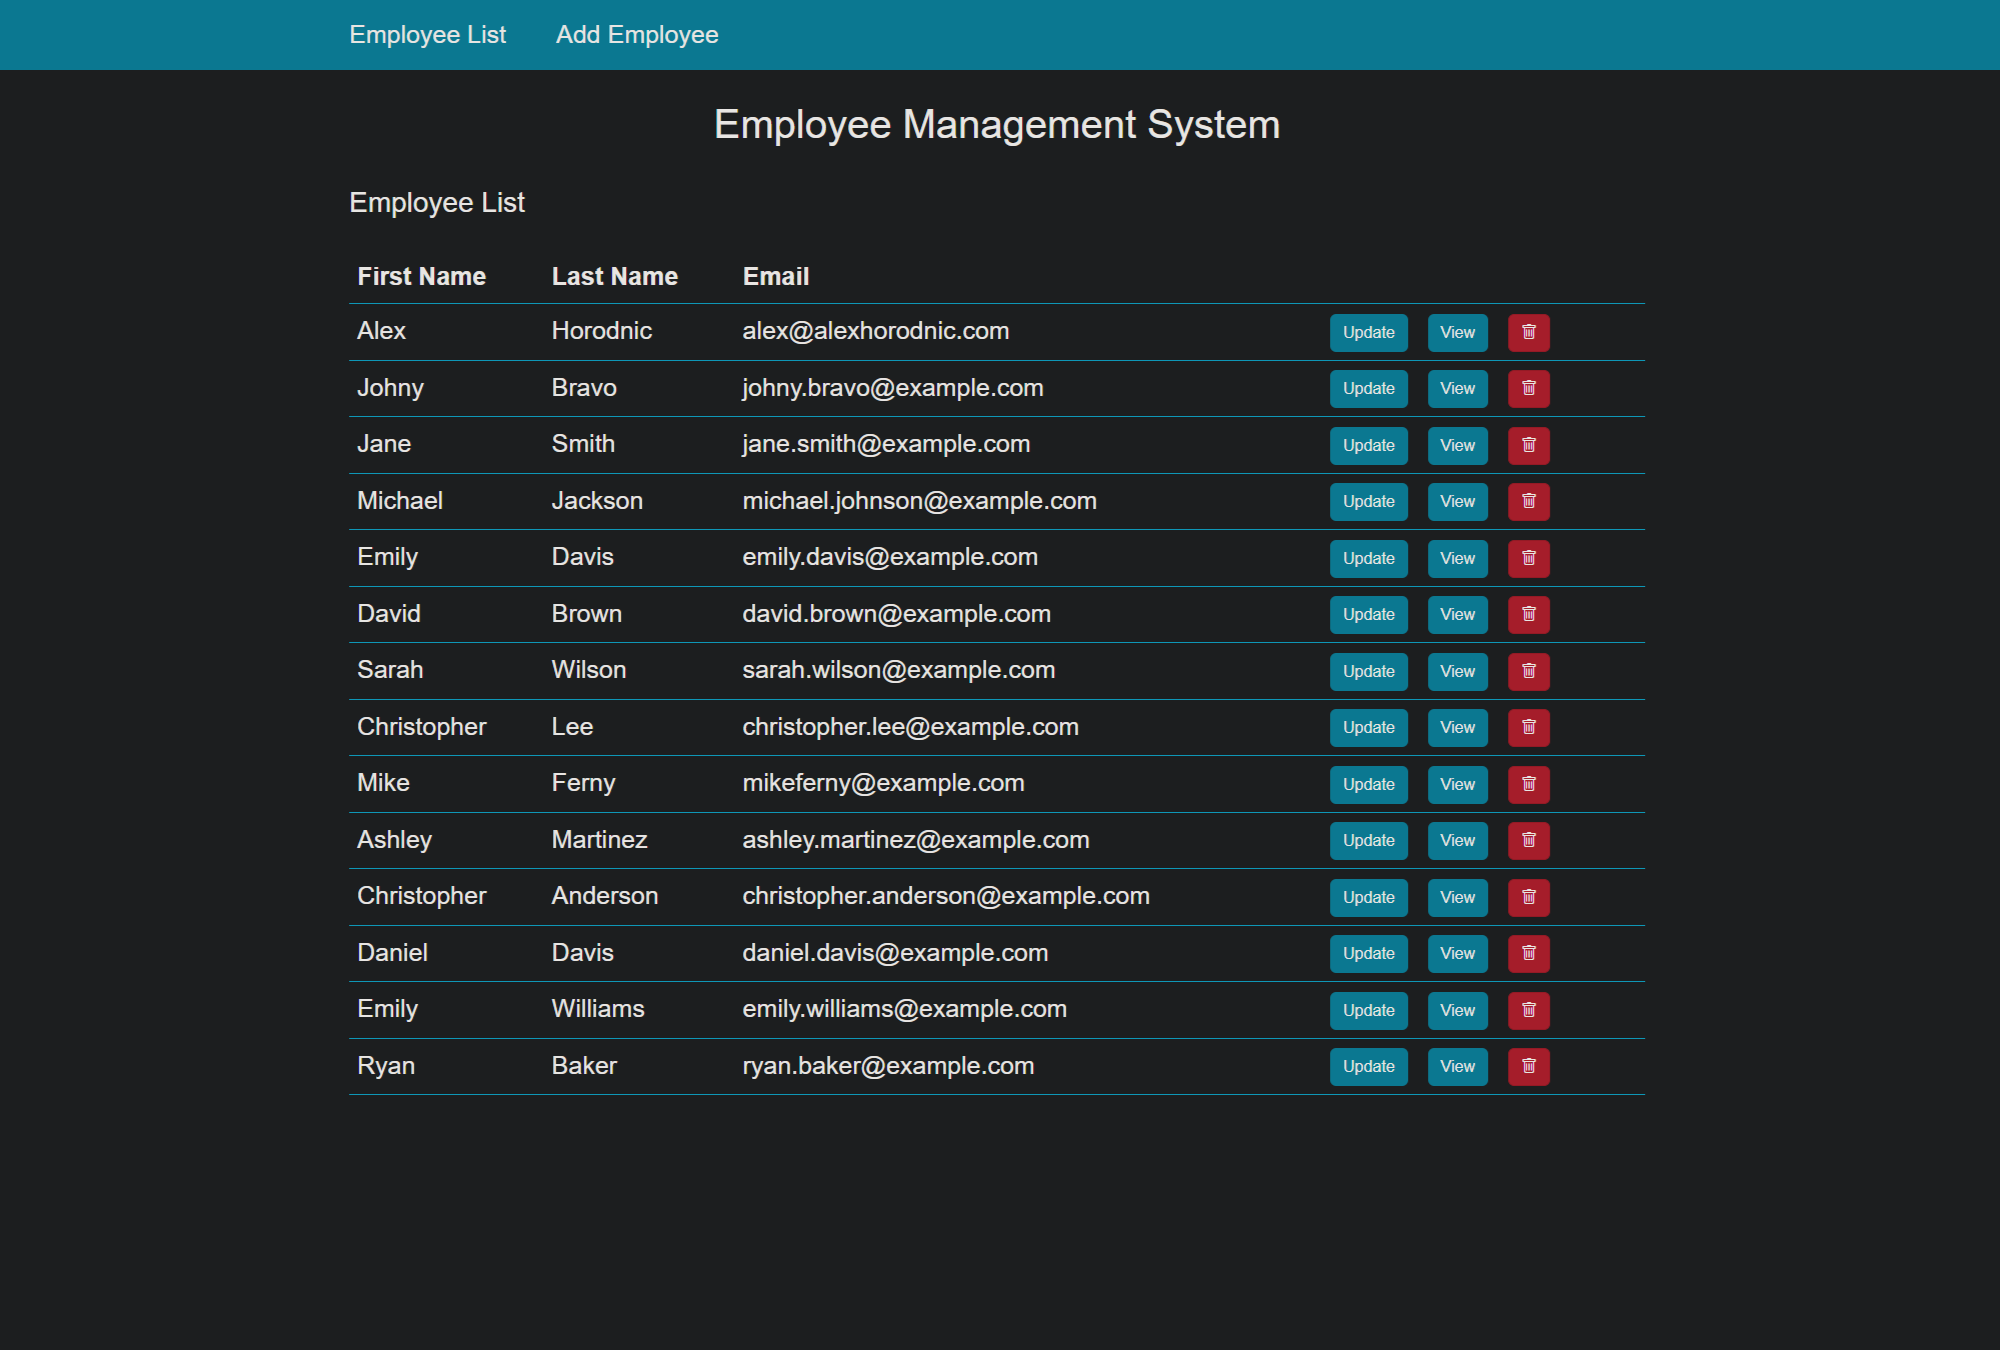 Employee List Add Employee
Employee Management System
Employee List
First Name Last Name Email
Alex Horodnic alex@alexhorodnic.com Update View
Johny Bravo johny.bravo@example.com Update View
Jane Smith jane.smith@example.com Update View
Michael Jackson michael.johnson@example.com Update View
Emily Davis emily.davis@example.com Update View
David Brown david.brown@example.com Update View
Sarah Wilson sarah.wilson@example.com Update View
Christopher Lee christopher.lee@example.com Update View
Mike Ferny mikeferny@example.com Update View
Ashley Martinez ashley.martinez@example.com Update View
Christopher Anderson christopher.anderson@example.com Update View
Daniel Davis daniel.davis@example.com Update View
Emily Williams emily.williams@example.com Update View
Ryan Baker ryan.baker@example.com Update View